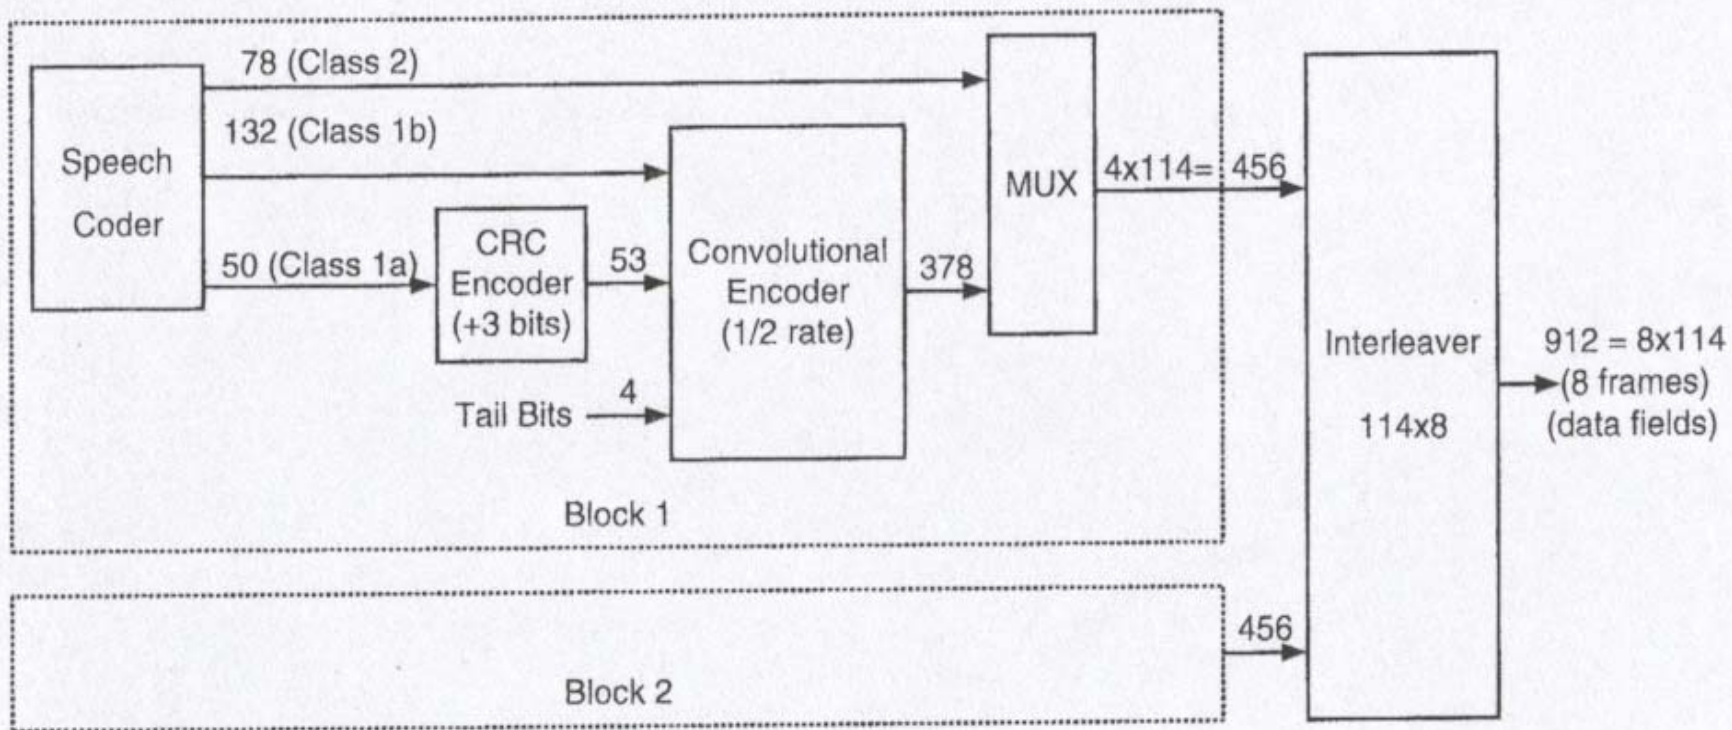 78 (Class 2)
132 (Class 1b)
Speech
Coder
50 (Class 1a)
CRC
Encoder
(+3 bits)
53
Tail Bits
4
Convolutional
Encoder
(1/2 rate)
378
MUX
4x114= 456
Block 1
Interleaver
114x8
912 = 8x114
(8 frames)
(data fields)
456
Block 2